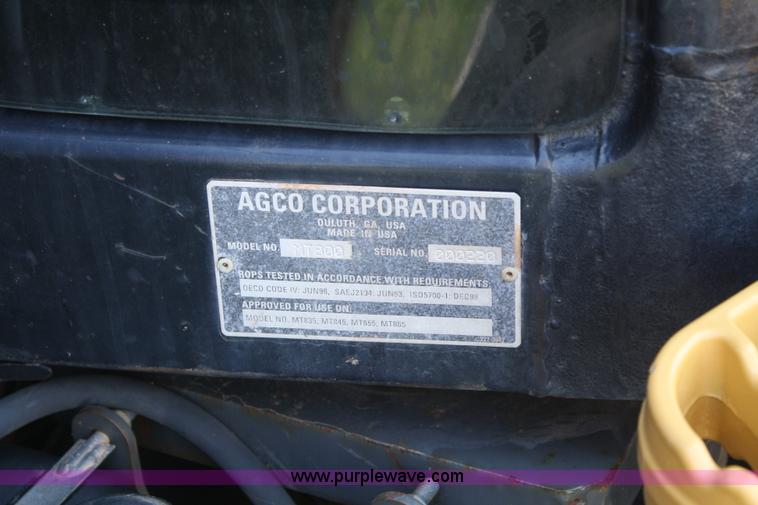 AGCO CORPORATION
DULUTH, GA, USA
MADE IN USA
MODEL NO. MT800 SERIAL NO. 000220
ROPS TESTED IN ACCORDANCE WITH REQUIREMENTS
OECD CODE IV: JUN98, SAEJ2194: JUN93, ISO5700-1: DEC98
APPROVED FOR USE ON:
MODEL NO. MT835, MT845, MT855, MT865
www.purplewave.com